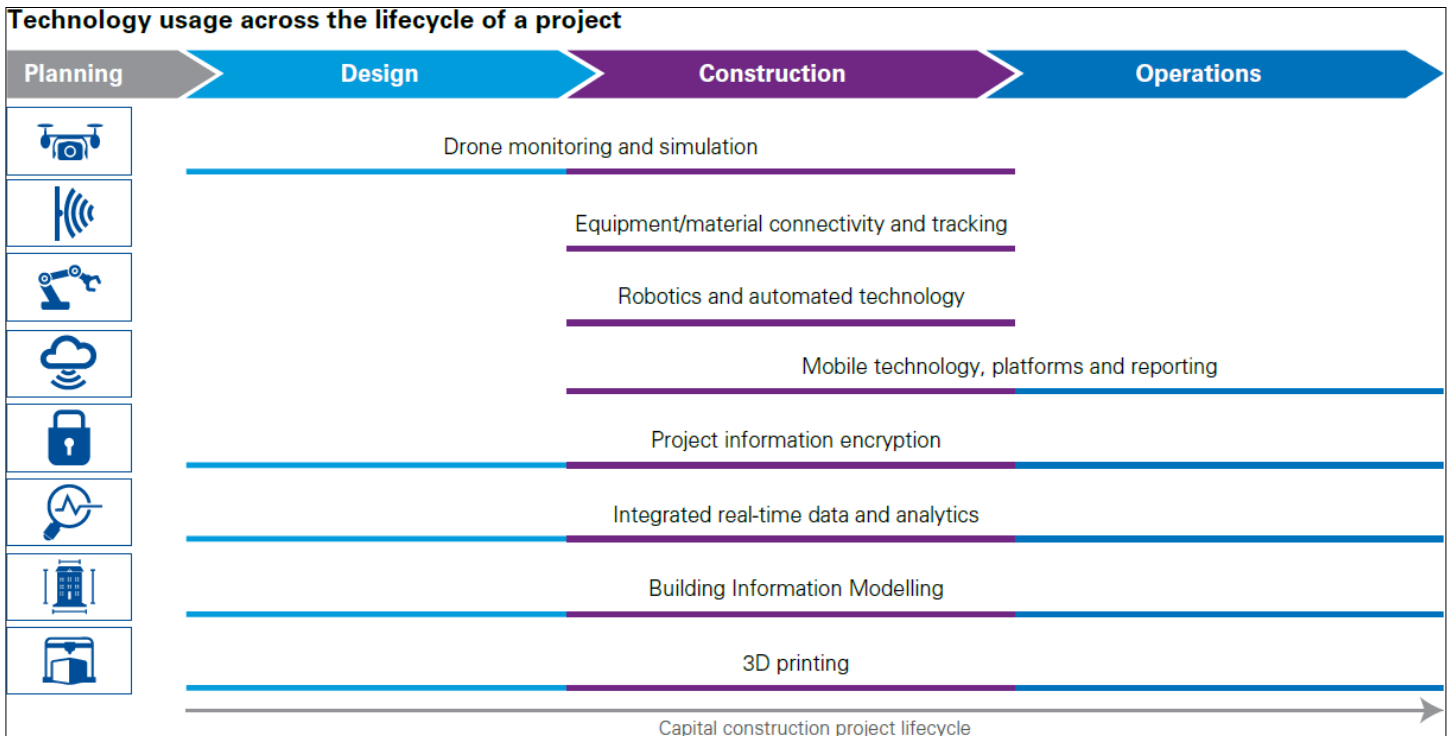 Technology usage across the lifecycle of a project
Planning
Design
Construction
Operations
Drone monitoring and simulation
Equipment/material connectivity and tracking
Robotics and automated technology
Mobile technology, platforms and reporting
Project information encryption
Integrated real-time data and analytics
Building Information Modelling
3D printing
Capital construction project lifecycle